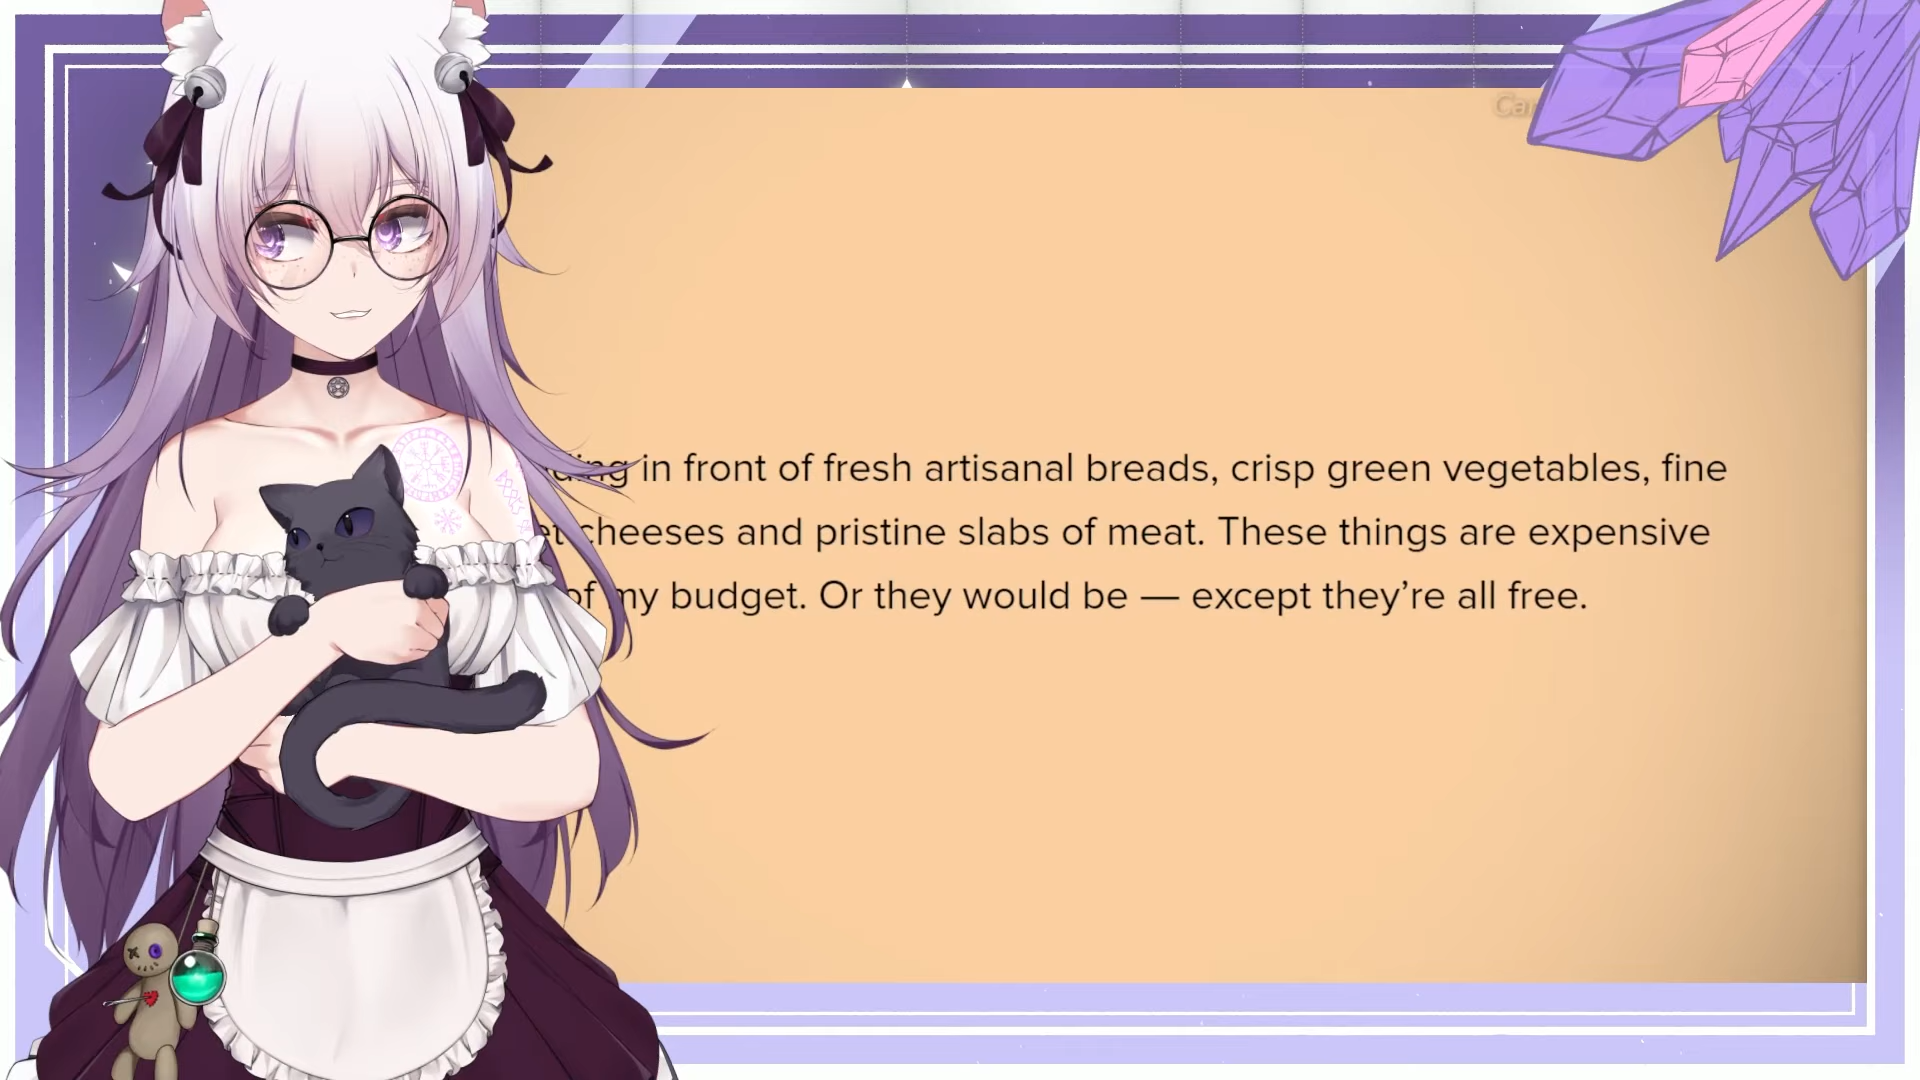 in front of fresh artisanal breads, crisp green vegetables, fine
cheeses and pristine slabs of meat. These things are expensive
of my budget. Or they would be — except they’re all free.